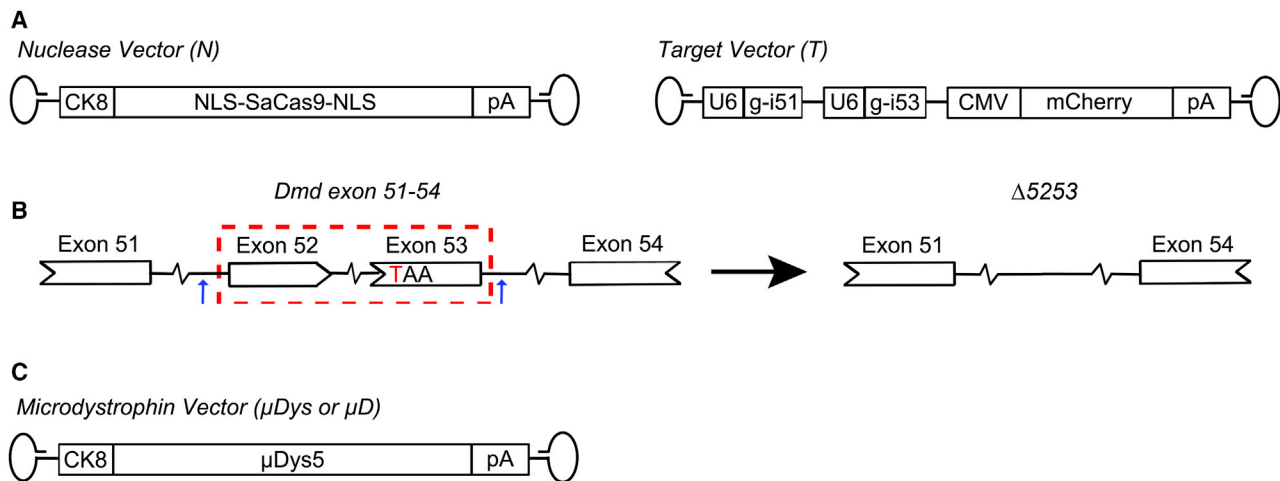 A
Nuclease Vector (N)
Target Vector (T)
CK8 NLS-SaCas9-NLS pA
U6 g-i51 U6 g-i53 CMV mCherry pA
Dmd exon 51-54
Δ5253
B
Exon 51 Exon 52 Exon 53 Exon 54
TAA
Exon 51 Exon 54
C
Microdystrophin Vector (µDys or µD)
CK8 µDys5 pA